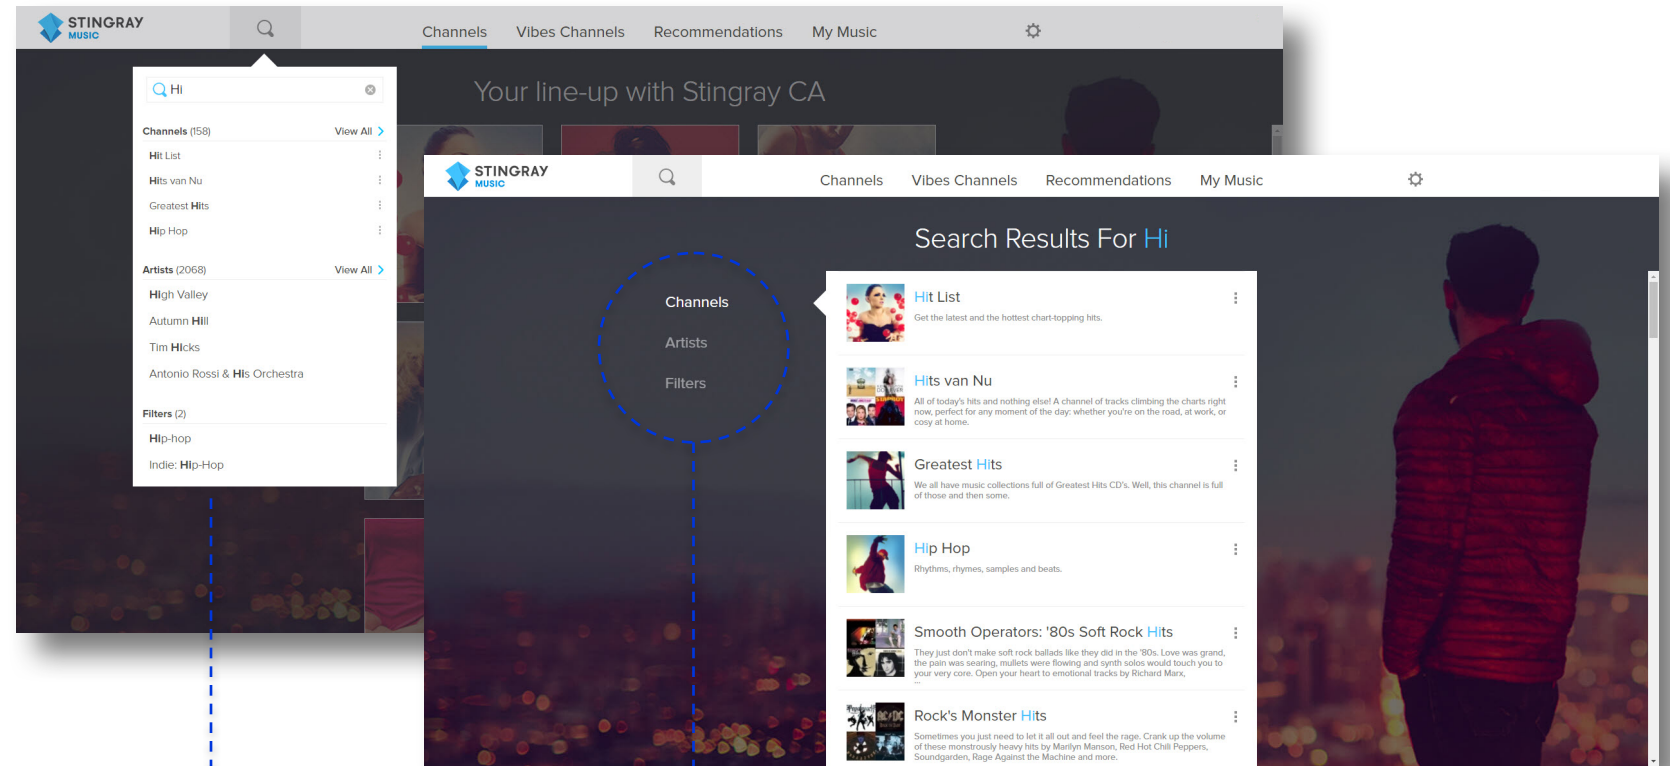 STINGRAY
MUSIC
Channels
Vibes Channels
Recommendations
My Music
Your line-up with Stingray CA
Hi
Channels (158)
View All
Hit List
Hits van Nu
Greatest Hits
Hip Hop
Artists (2068)
View All
High Valley
Autumn Hill
Tim Hicks
Antonio Rossi & His Orchestra
Filters (2)
Hip-hop
Indie: Hip-Hop
STINGRAY
MUSIC
Channels
Vibes Channels
Recommendations
My Music
Search Results For Hi
Channels
Artists
Filters
Hit List
Get the latest and the hottest chart-topping hits.
Hits van Nu
All of today's hits and nothing else! A channel of tracks climbing the charts right
now, perfect for any moment of the day: whether you're on the road, at work, or
cosy at home.
Greatest Hits
We all have music collections full of Greatest Hits CD's. Well, this channel is full
of those and then some.
Hip Hop
Rhythms, rhymes, samples and beats.
Smooth Operators: '80s Soft Rock Hits
They just don't make soft rock ballads like they did in the '80s. Love was grand,
the pain was searing, mullets were flowing and synth solos would touch you to
your very core. Open your heart to emotional tracks by Richard Marx,
...
Rock's Monster Hits
Sometimes you just need to let it all out and feel the rage. Crank up the volume
of these monstrously heavy hits by Marilyn Manson, Red Hot Chili Peppers,
Soundgarden, Rage Against the Machine and more.